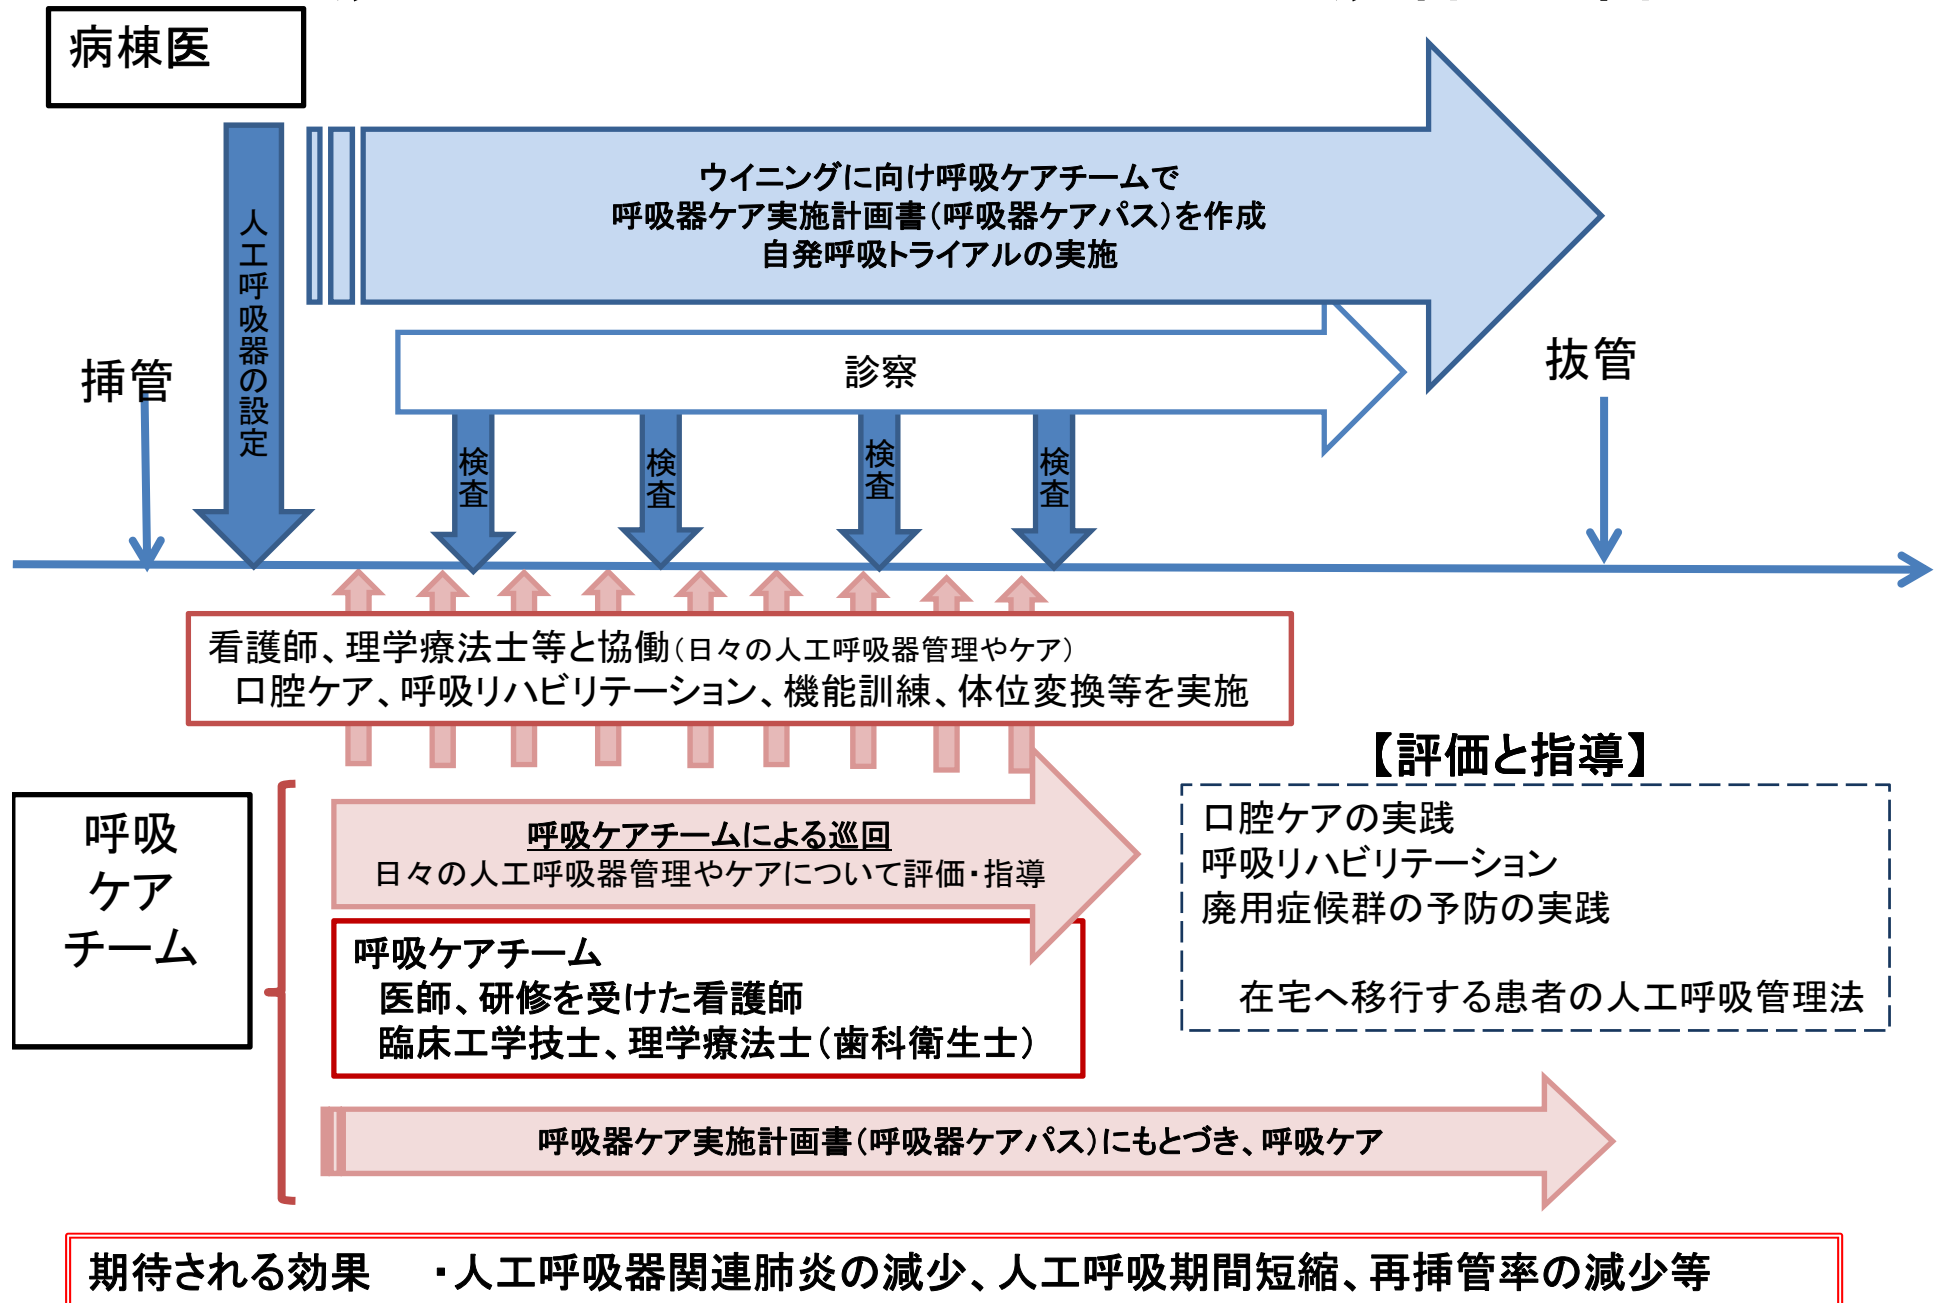 病棟医
ウイニングに向け呼吸ケアチームで
呼吸器ケア実施計画書(呼吸器ケアパス)を作成
自発呼吸トライアルの実施
人工呼吸器の設定
挿管
診察
抜管
検査
検査
検査
検査
看護師、理学療法士等と協働(日々の人工呼吸器管理やケア)
口腔ケア、呼吸リハビリテーション、機能訓練、体位変換等を実施
【評価と指導】
呼吸
ケア
チーム
呼吸ケアチームによる巡回
日々の人工呼吸器管理やケアについて評価・指導
口腔ケアの実践
呼吸リハビリテーション
廃用症候群の予防の実践
在宅へ移行する患者の人工呼吸管理法
呼吸ケアチーム
医師、研修を受けた看護師
臨床工学技士、理学療法士(歯科衛生士)
呼吸器ケア実施計画書(呼吸器ケアパス)にもとづき、呼吸ケア
期待される効果 ・人工呼吸器関連肺炎の減少、人工呼吸期間短縮、再挿管率の減少等